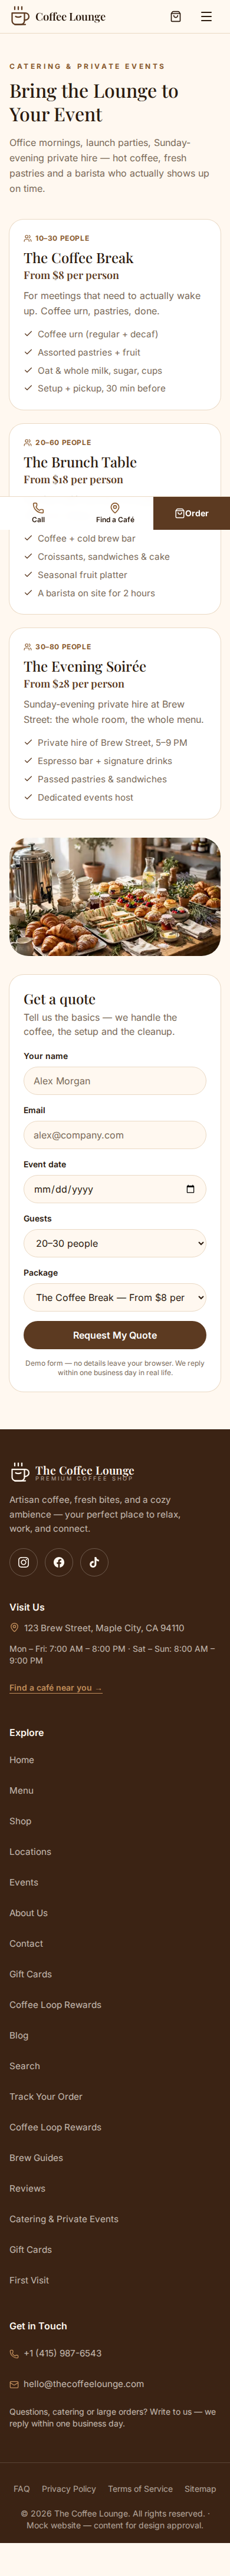 Coffee Lounge
CATERING & PRIVATE EVENTS
Bring the Lounge to
Your Event
Office mornings, launch parties, Sunday-
evening private hire — hot coffee, fresh
pastries and a barista who actually shows up
on time.
10–30 PEOPLE
The Coffee Break
From $8 per person
For meetings that need to actually wake
up. Coffee urn, pastries, done.
Coffee urn (regular + decaf)
Assorted pastries + fruit
Oat & whole milk, sugar, cups
Setup + pickup, 30 min before
20–60 PEOPLE
The Brunch Table
From $18 per person
Call
Find a Café
Order
Coffee + cold brew bar
Croissants, sandwiches & cake
Seasonal fruit platter
A barista on site for 2 hours
30–80 PEOPLE
The Evening Soirée
From $28 per person
Sunday-evening private hire at Brew
Street: the whole room, the whole menu.
Private hire of Brew Street, 5–9 PM
Espresso bar + signature drinks
Passed pastries & sandwiches
Dedicated events host
Get a quote
Tell us the basics — we handle the
coffee, the setup and the cleanup.
Your name
Alex Morgan
Email
alex@company.com
Event date
mm/dd/yyyy
Guests
20–30 people
Package
The Coffee Break — From $8 per
Request My Quote
Demo form — no details leave your browser. We reply
within one business day in real life.
The Coffee Lounge
PREMIUM COFFEE SHOP
Artisan coffee, fresh bites, and a cozy
ambience — your perfect place to relax,
work, and connect.
Visit Us
123 Brew Street, Maple City, CA 94110
Mon – Fri: 7:00 AM – 8:00 PM · Sat – Sun: 8:00 AM –
9:00 PM
Find a café near you →
Explore
Home
Menu
Shop
Locations
Events
About Us
Contact
Gift Cards
Coffee Loop Rewards
Blog
Search
Track Your Order
Coffee Loop Rewards
Brew Guides
Reviews
Catering & Private Events
Gift Cards
First Visit
Get in Touch
+1 (415) 987-6543
hello@thecoffeelounge.com
Questions, catering or large orders? Write to us — we
reply within one business day.
FAQ Privacy Policy Terms of Service Sitemap
© 2026 The Coffee Lounge. All rights reserved. ·
Mock website — content for design approval.